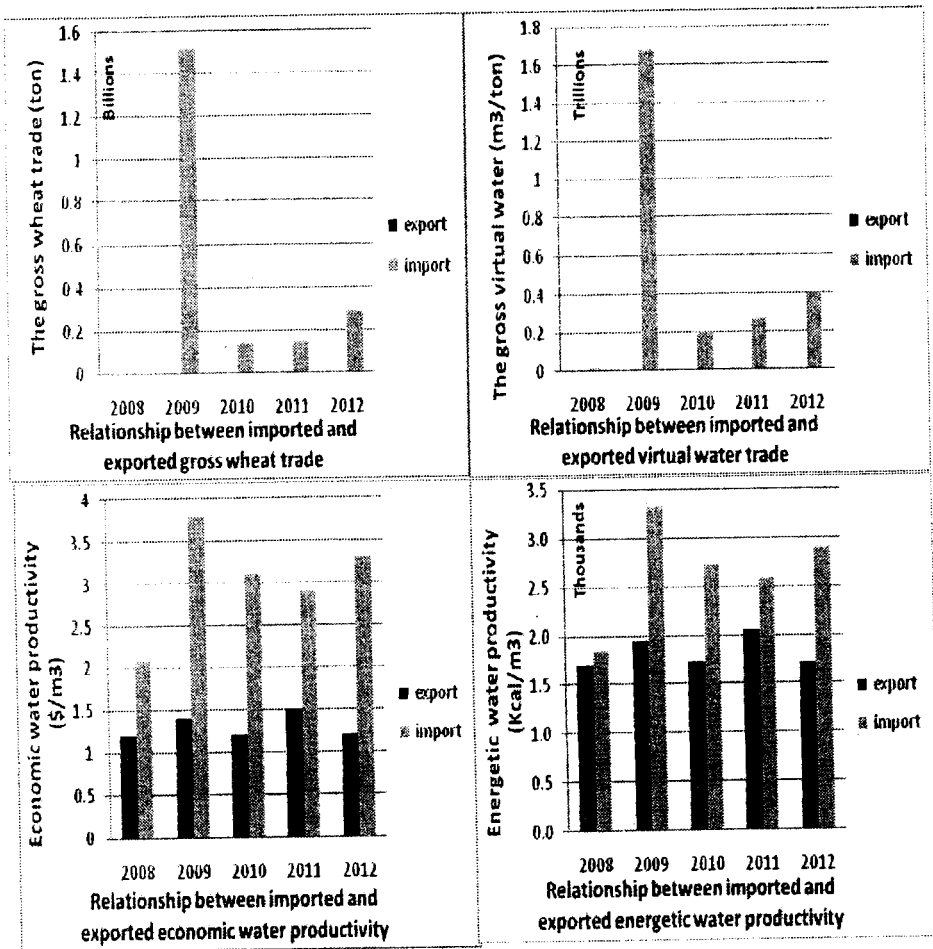 The gross wheat trade (ton)
Billions
1.6
1.4
1.2
1
0.8
0.6
0.4
0.2
0
2008 2009 2010 2011 2012
export
import
Relationship between imported and
exported gross wheat trade
The gross virtual water (m3/ton)
Trillions
1.8
1.6
1.4
1.2
1
0.8
0.6
0.4
0.2
0
2008 2009 2010 2011 2012
export
import
Relationship between imported and
exported virtual water trade
Economic water productivity
($/m3)
4
3.5
3
2.5
2
1.5
1
0.5
0
2008 2009 2010 2011 2012
export
import
Relationship between imported and
exported economic water productivity
Energetic water productivity
(Kcal/m3)
Thousands
3.5
3.0
2.5
2.0
1.5
1.0
0.5
0.0
2008 2009 2010 2011 2012
export
import
Relationship between imported and
exported energetic water productivity